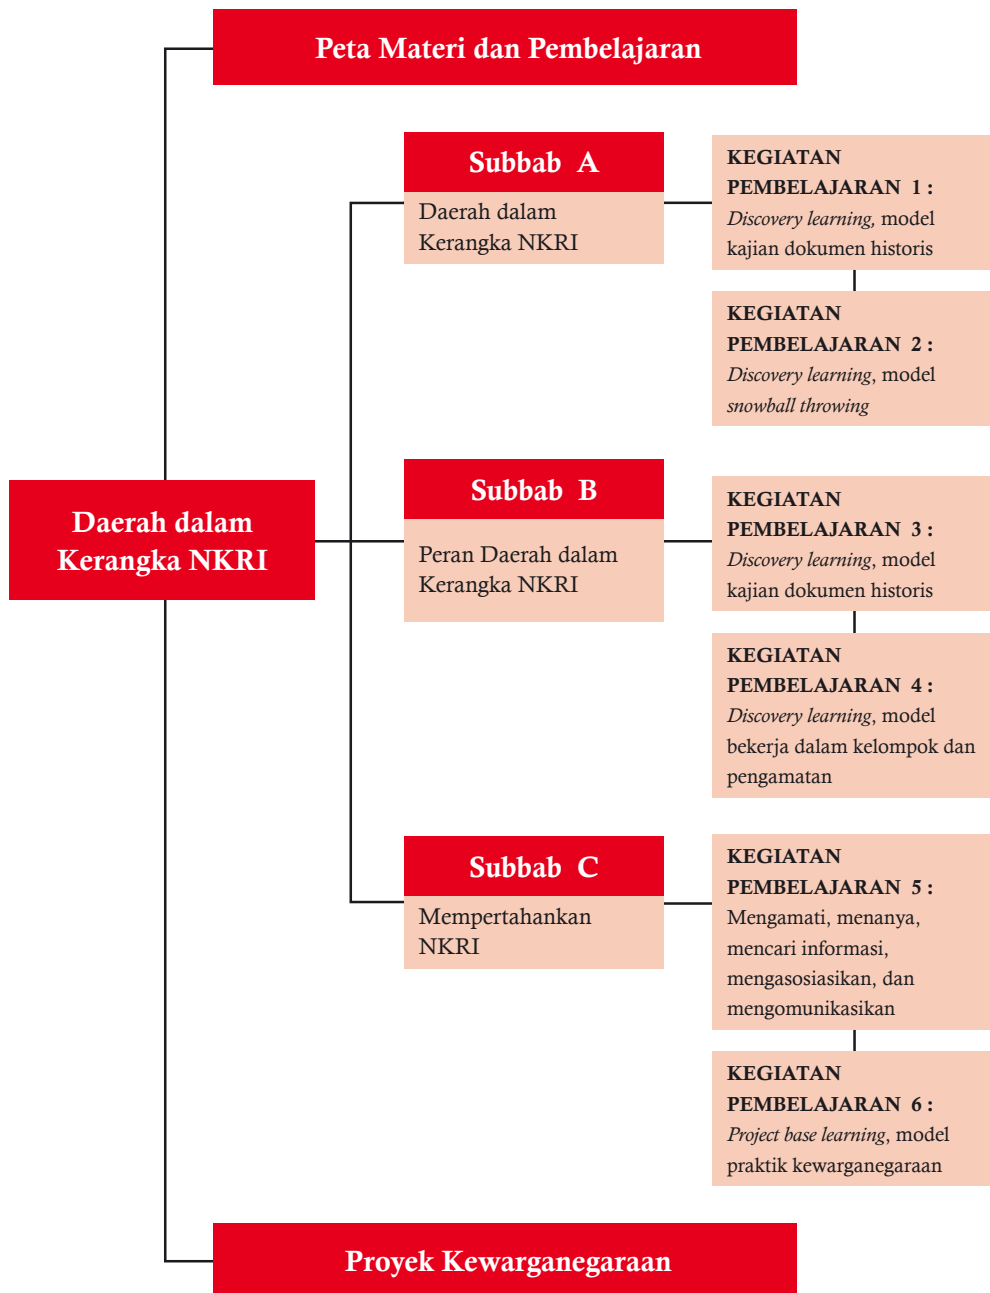 Peta Materi dan Pembelajaran
Subbab A
Daerah dalam
Kerangka NKRI
KEGIATAN
PEMBELAJARAN 1 :
Discovery learning, model
kajian dokumen historis
KEGIATAN
PEMBELAJARAN 2 :
Discovery learning, model
snowball throwing
Daerah dalam
Kerangka NKRI
Subbab B
Peran Daerah dalam
Kerangka NKRI
KEGIATAN
PEMBELAJARAN 3 :
Discovery learning, model
kajian dokumen historis
KEGIATAN
PEMBELAJARAN 4 :
Discovery learning, model
bekerja dalam kelompok dan
pengamatan
Subbab C
Mempertahankan
NKRI
KEGIATAN
PEMBELAJARAN 5 :
Mengamati, menanya,
mencari informasi,
mengasosiasikan, dan
mengomunikasikan
KEGIATAN
PEMBELAJARAN 6 :
Project base learning, model
praktik kewarganegaraan
Proyek Kewarganegaraan